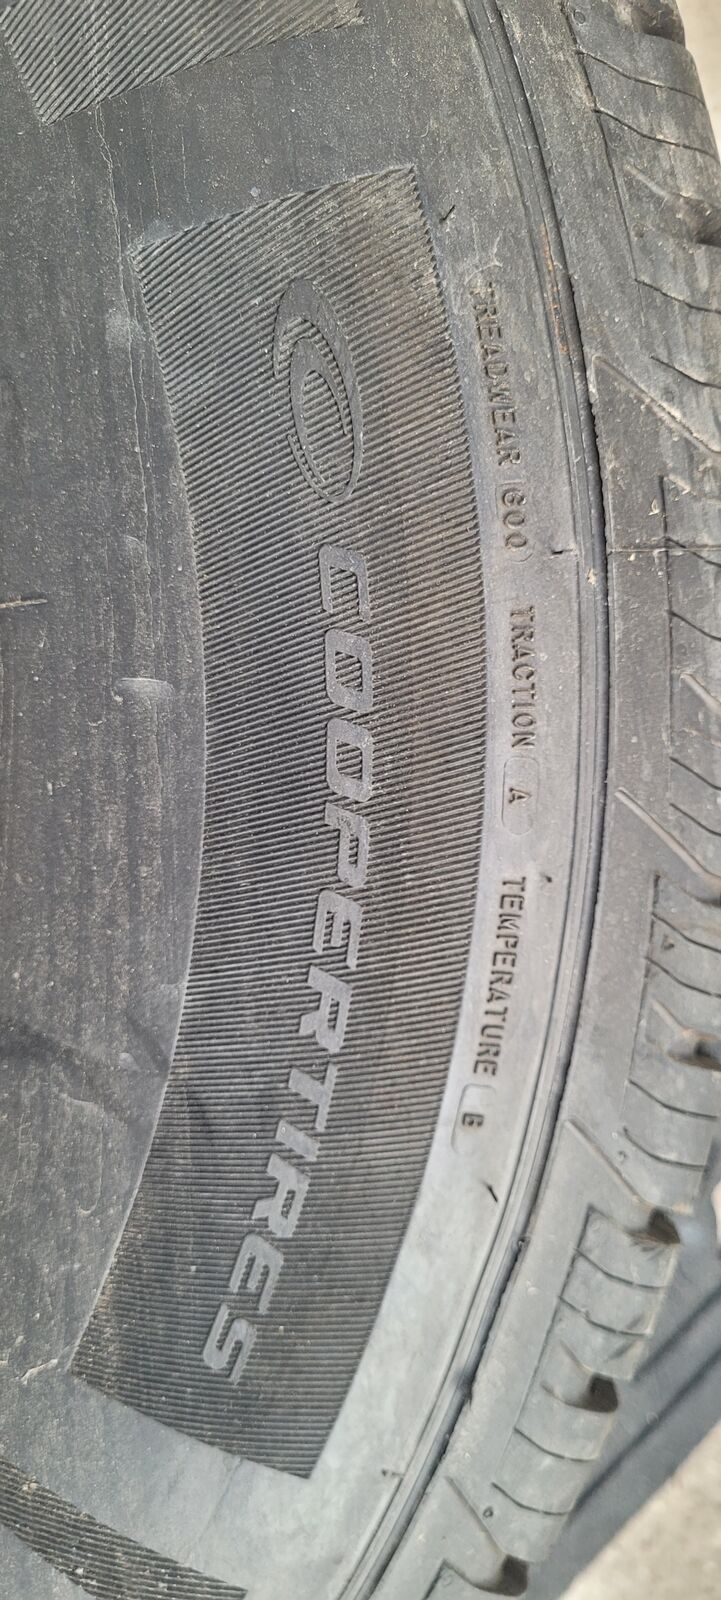 COOPERTIRES
TREADWEAR 600 TRACTION A TEMPERATURE B